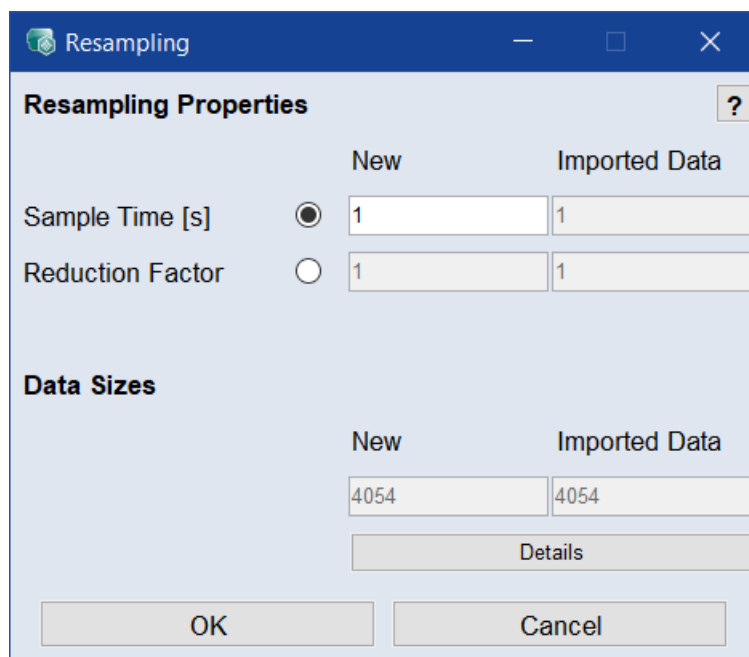 Resampling
Resampling Properties ?
New Imported Data
Sample Time [s] 1 1
Reduction Factor 1 1
Data Sizes
New Imported Data
4054 4054
Details
OK Cancel